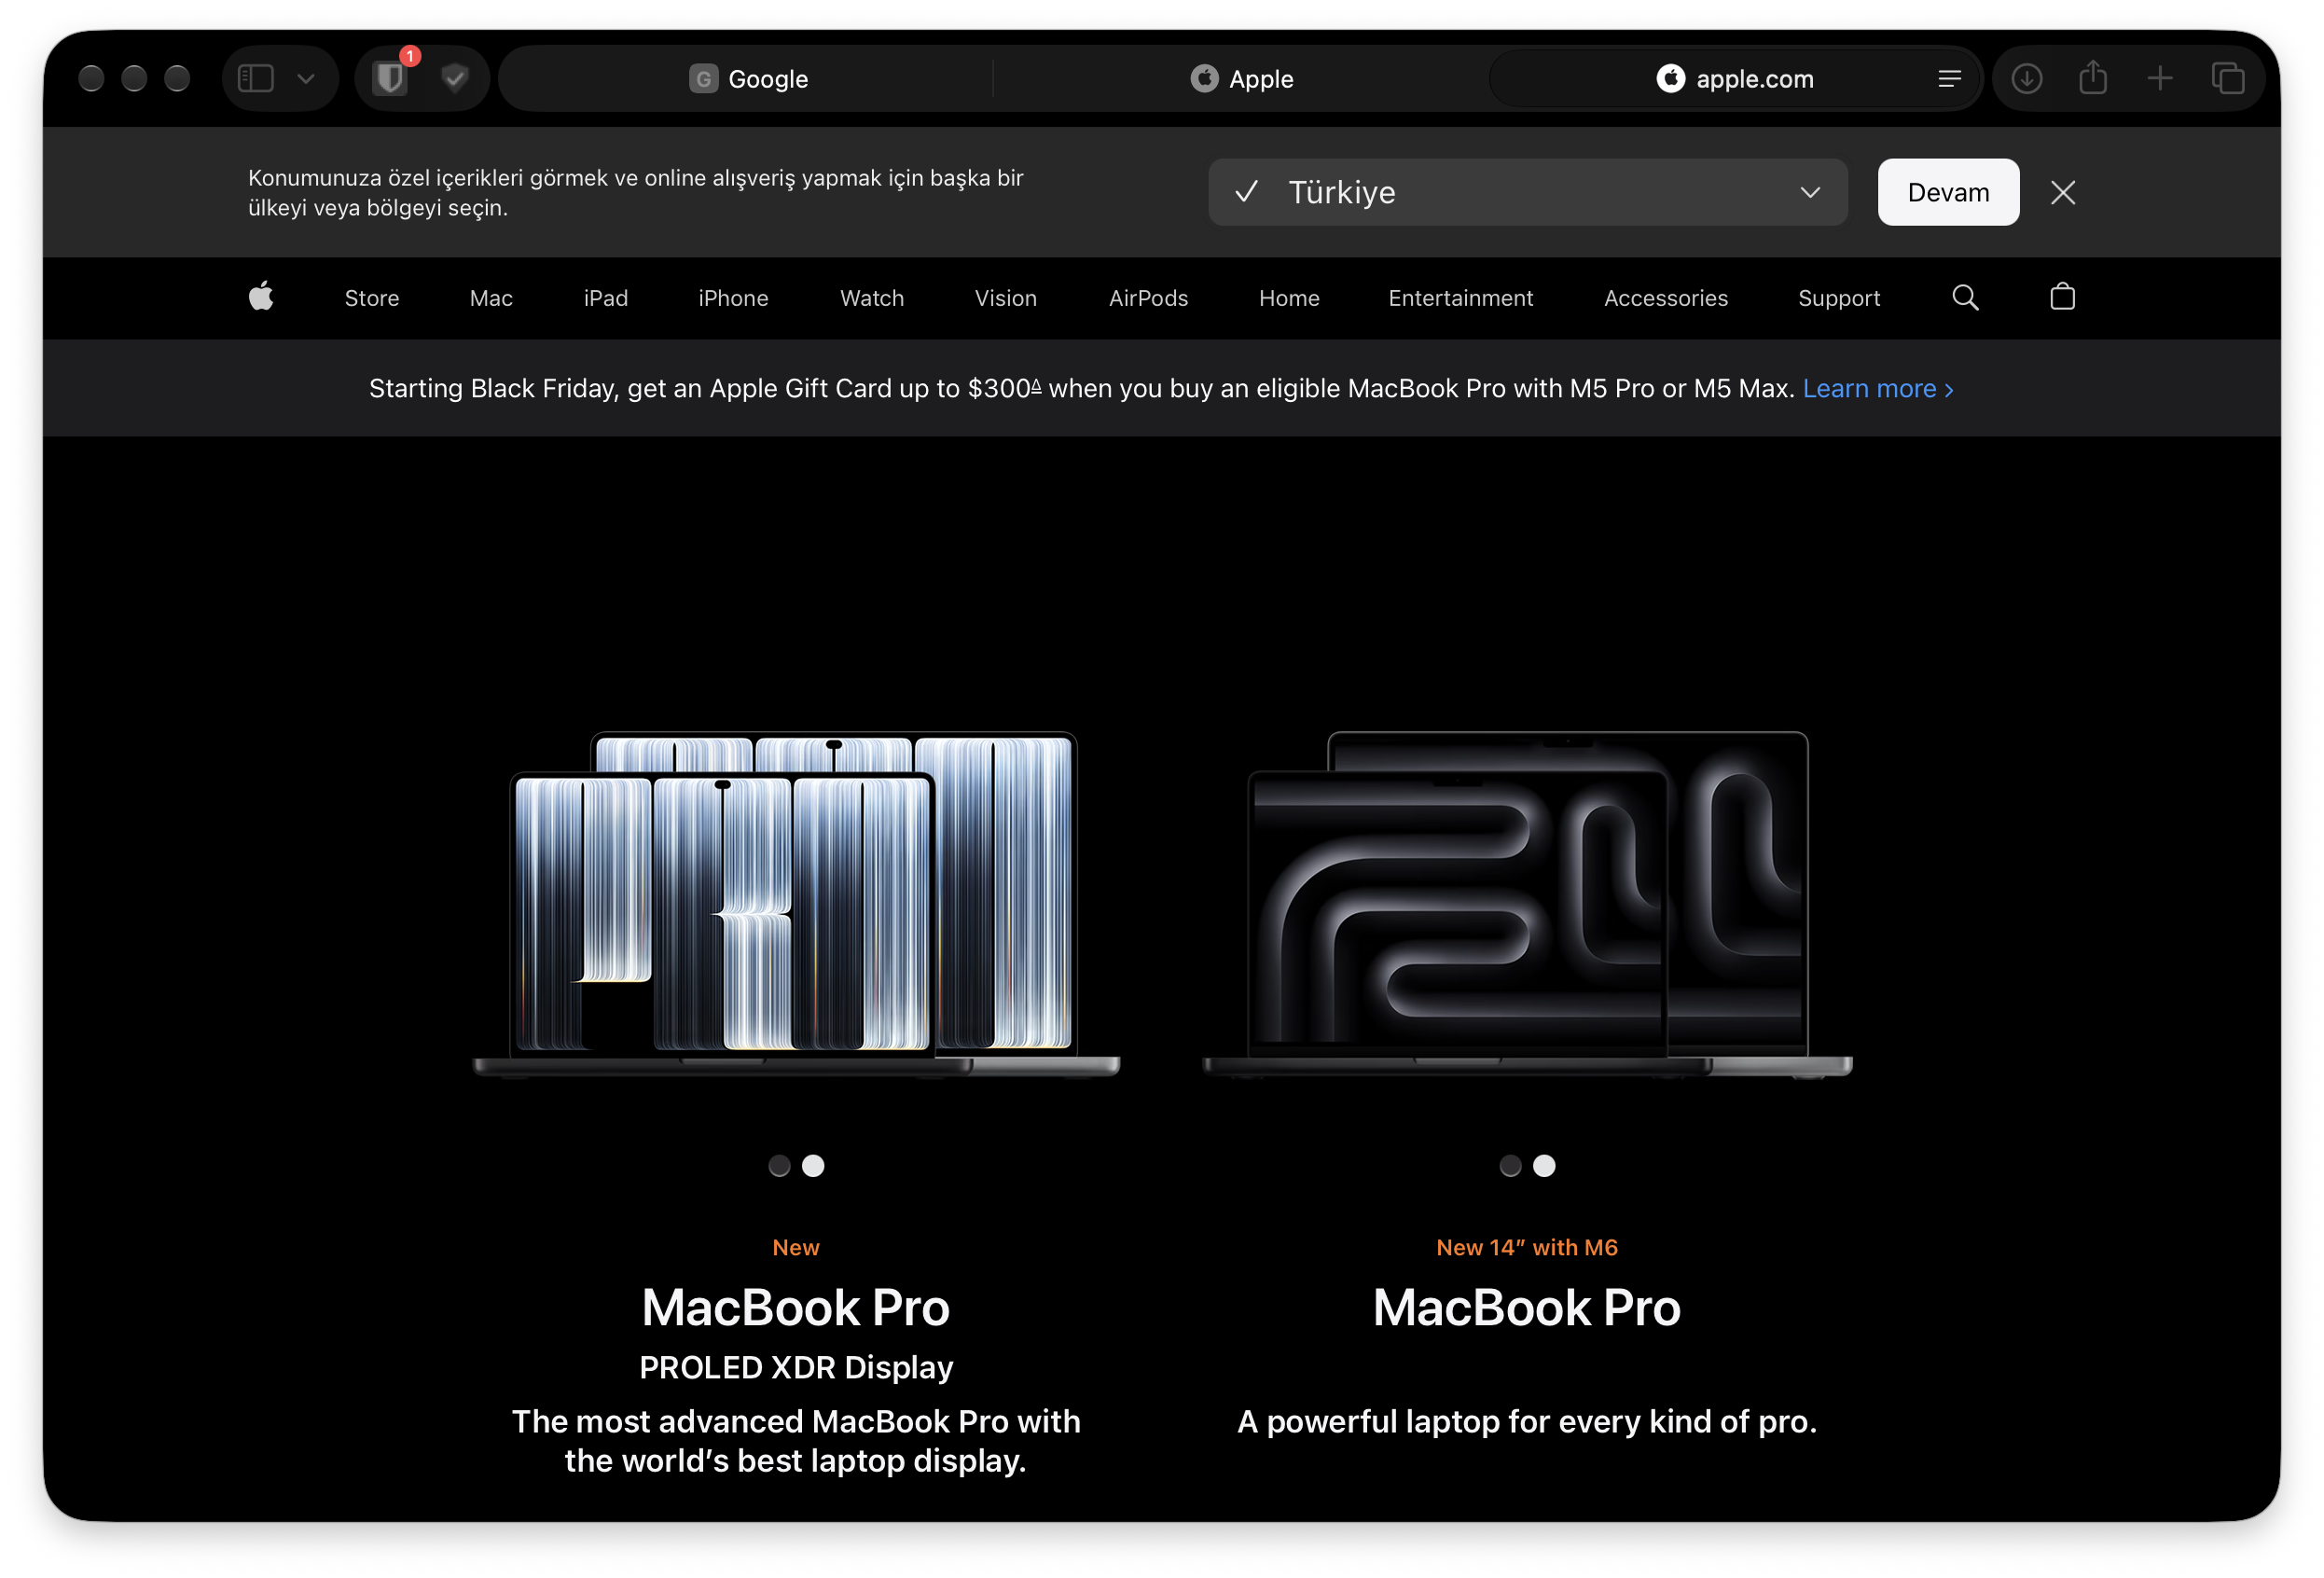 1
G Google
Apple
apple.com
Konumunuza özel içerikleri görmek ve online alışveriş yapmak için başka bir
ülkeyi veya bölgeyi seçin.
Türkiye
Devam
Store Mac iPad iPhone Watch Vision AirPods Home Entertainment Accessories Support
Starting Black Friday, get an Apple Gift Card up to $300∆ when you buy an eligible MacBook Pro with M5 Pro or M5 Max. Learn more >
New
MacBook Pro
PROLED XDR Display
The most advanced MacBook Pro with
the world’s best laptop display.
New 14” with M6
MacBook Pro
A powerful laptop for every kind of pro.